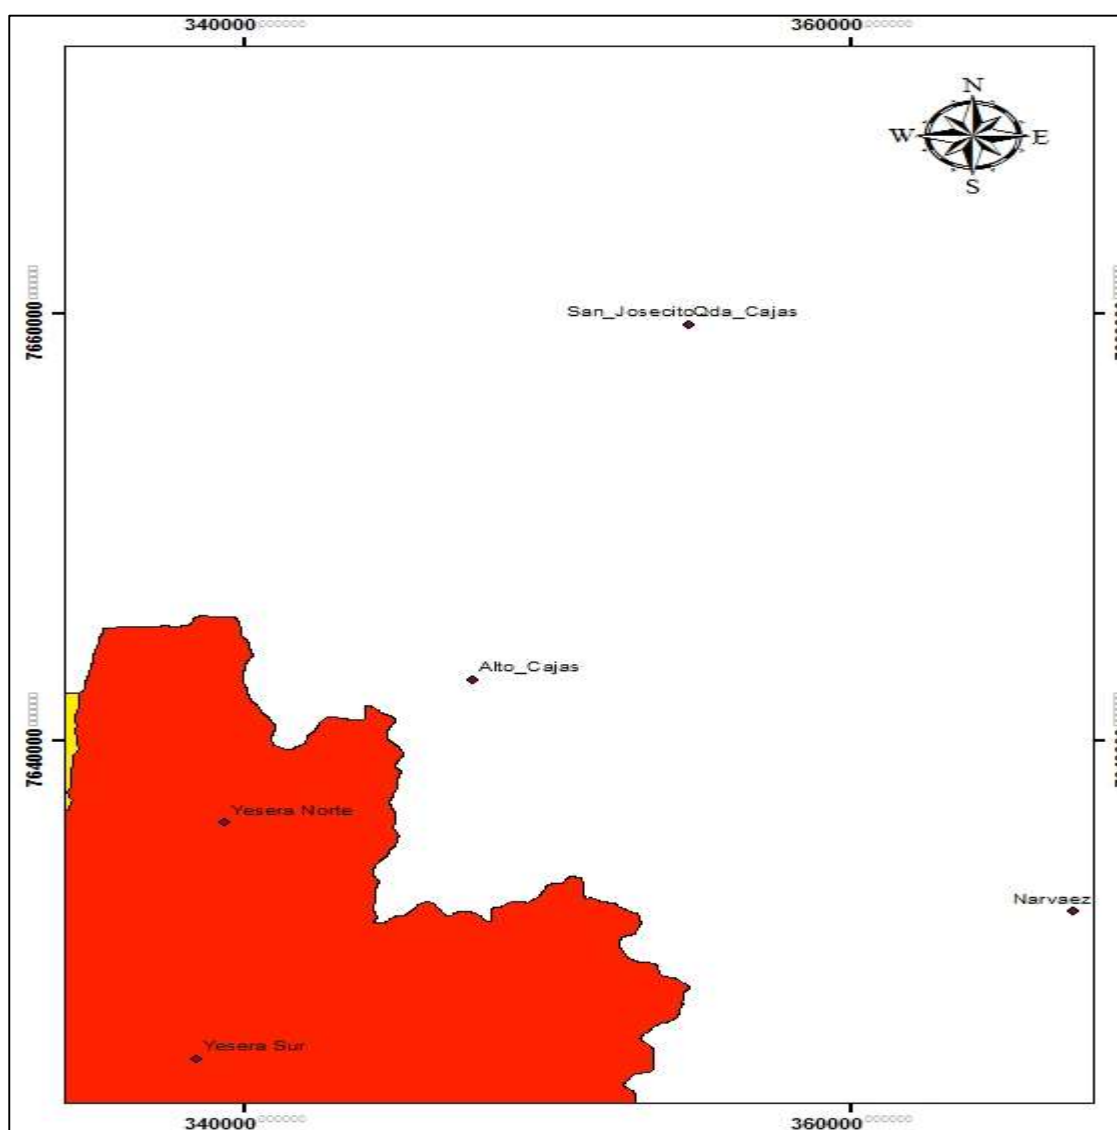 340000 360000
N
W E
S
San_JosecitoQda_Cajas
7660000
Alto_Cajas
7640000
Yesera Norte
Narvaez
Yesera Sur
340000 360000